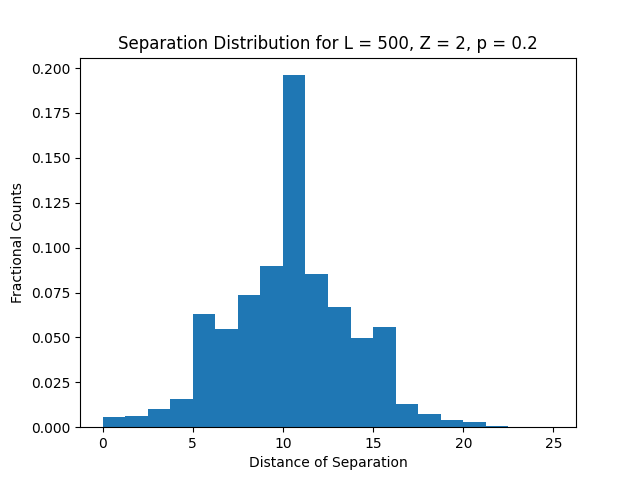 Separation Distribution for L = 500, Z = 2, p = 0.2
0.200
0.175
0.150
0.125
0.100
0.075
0.050
0.025
0.000
Fractional Counts
0 5 10 15 20 25
Distance of Separation